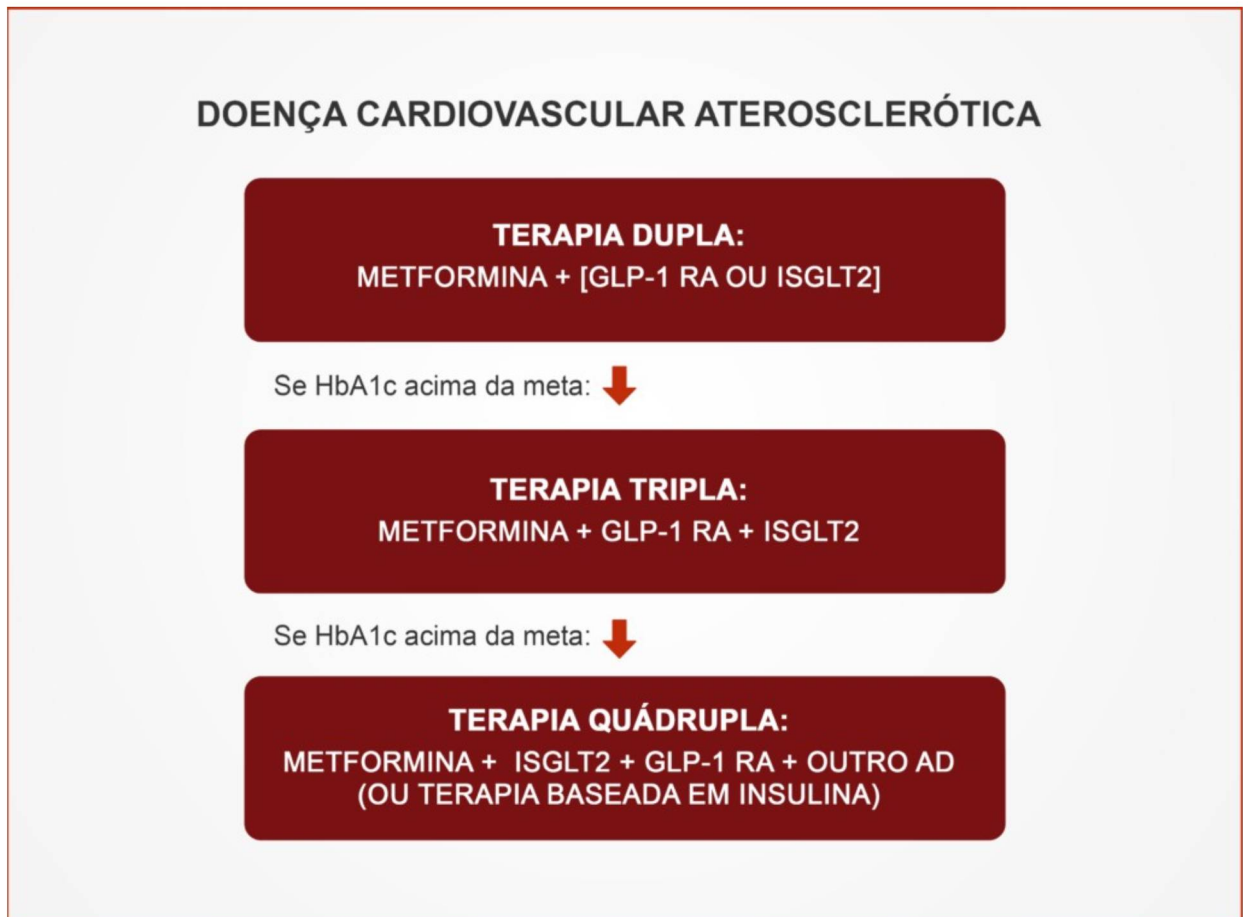 DOENÇA CARDIOVASCULAR ATEROSCLERÓTICA
TERAPIA DUPLA:
METFORMINA + [GLP-1 RA OU ISGLT2]
Se HbA1c acima da meta:
TERAPIA TRIPLA:
METFORMINA + GLP-1 RA + ISGLT2
Se HbA1c acima da meta:
TERAPIA QUÁDRUPLA:
METFORMINA + ISGLT2 + GLP-1 RA + OUTRO AD
(OU TERAPIA BASEADA EM INSULINA)